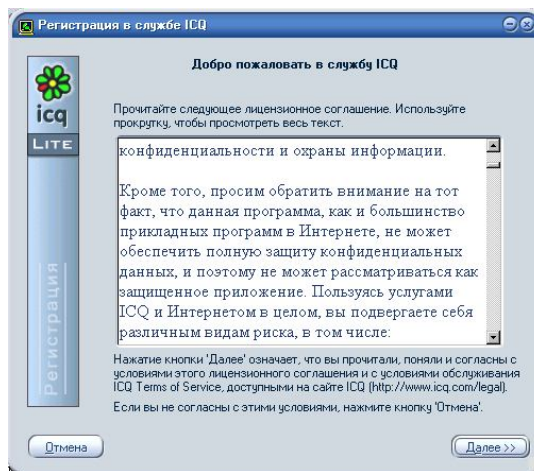 Регистрация в службе ICQ
icq
LITE
Регистрация
Добро пожаловать в службу ICQ
Прочитайте следующее лицензионное соглашение. Используйте
прокрутку, чтобы просмотреть весь текст.
конфиденциальности и охраны информации.
Кроме того, просим обратить внимание на тот
факт, что данная программа, как и большинство
прикладных программ в Интернете, не может
обеспечить полную защиту конфиденциальных
данных, и поэтому не может рассматриваться как
защищенное приложение. Пользуясь услугами
ICQ и Интернетом в целом, вы подвергаете себя
различным видам риска, в том числе:
Нажатие кнопки 'Далее' означает, что вы прочитали, поняли и согласны с
условиями этого лицензионного соглашения и с условиями обслуживания
ICQ Terms of Service, доступными на сайте ICQ (http://www.icq.com/legal).
Если вы не согласны с этими условиями, нажмите кнопку 'Отмена'.
Отмена
Далее >>